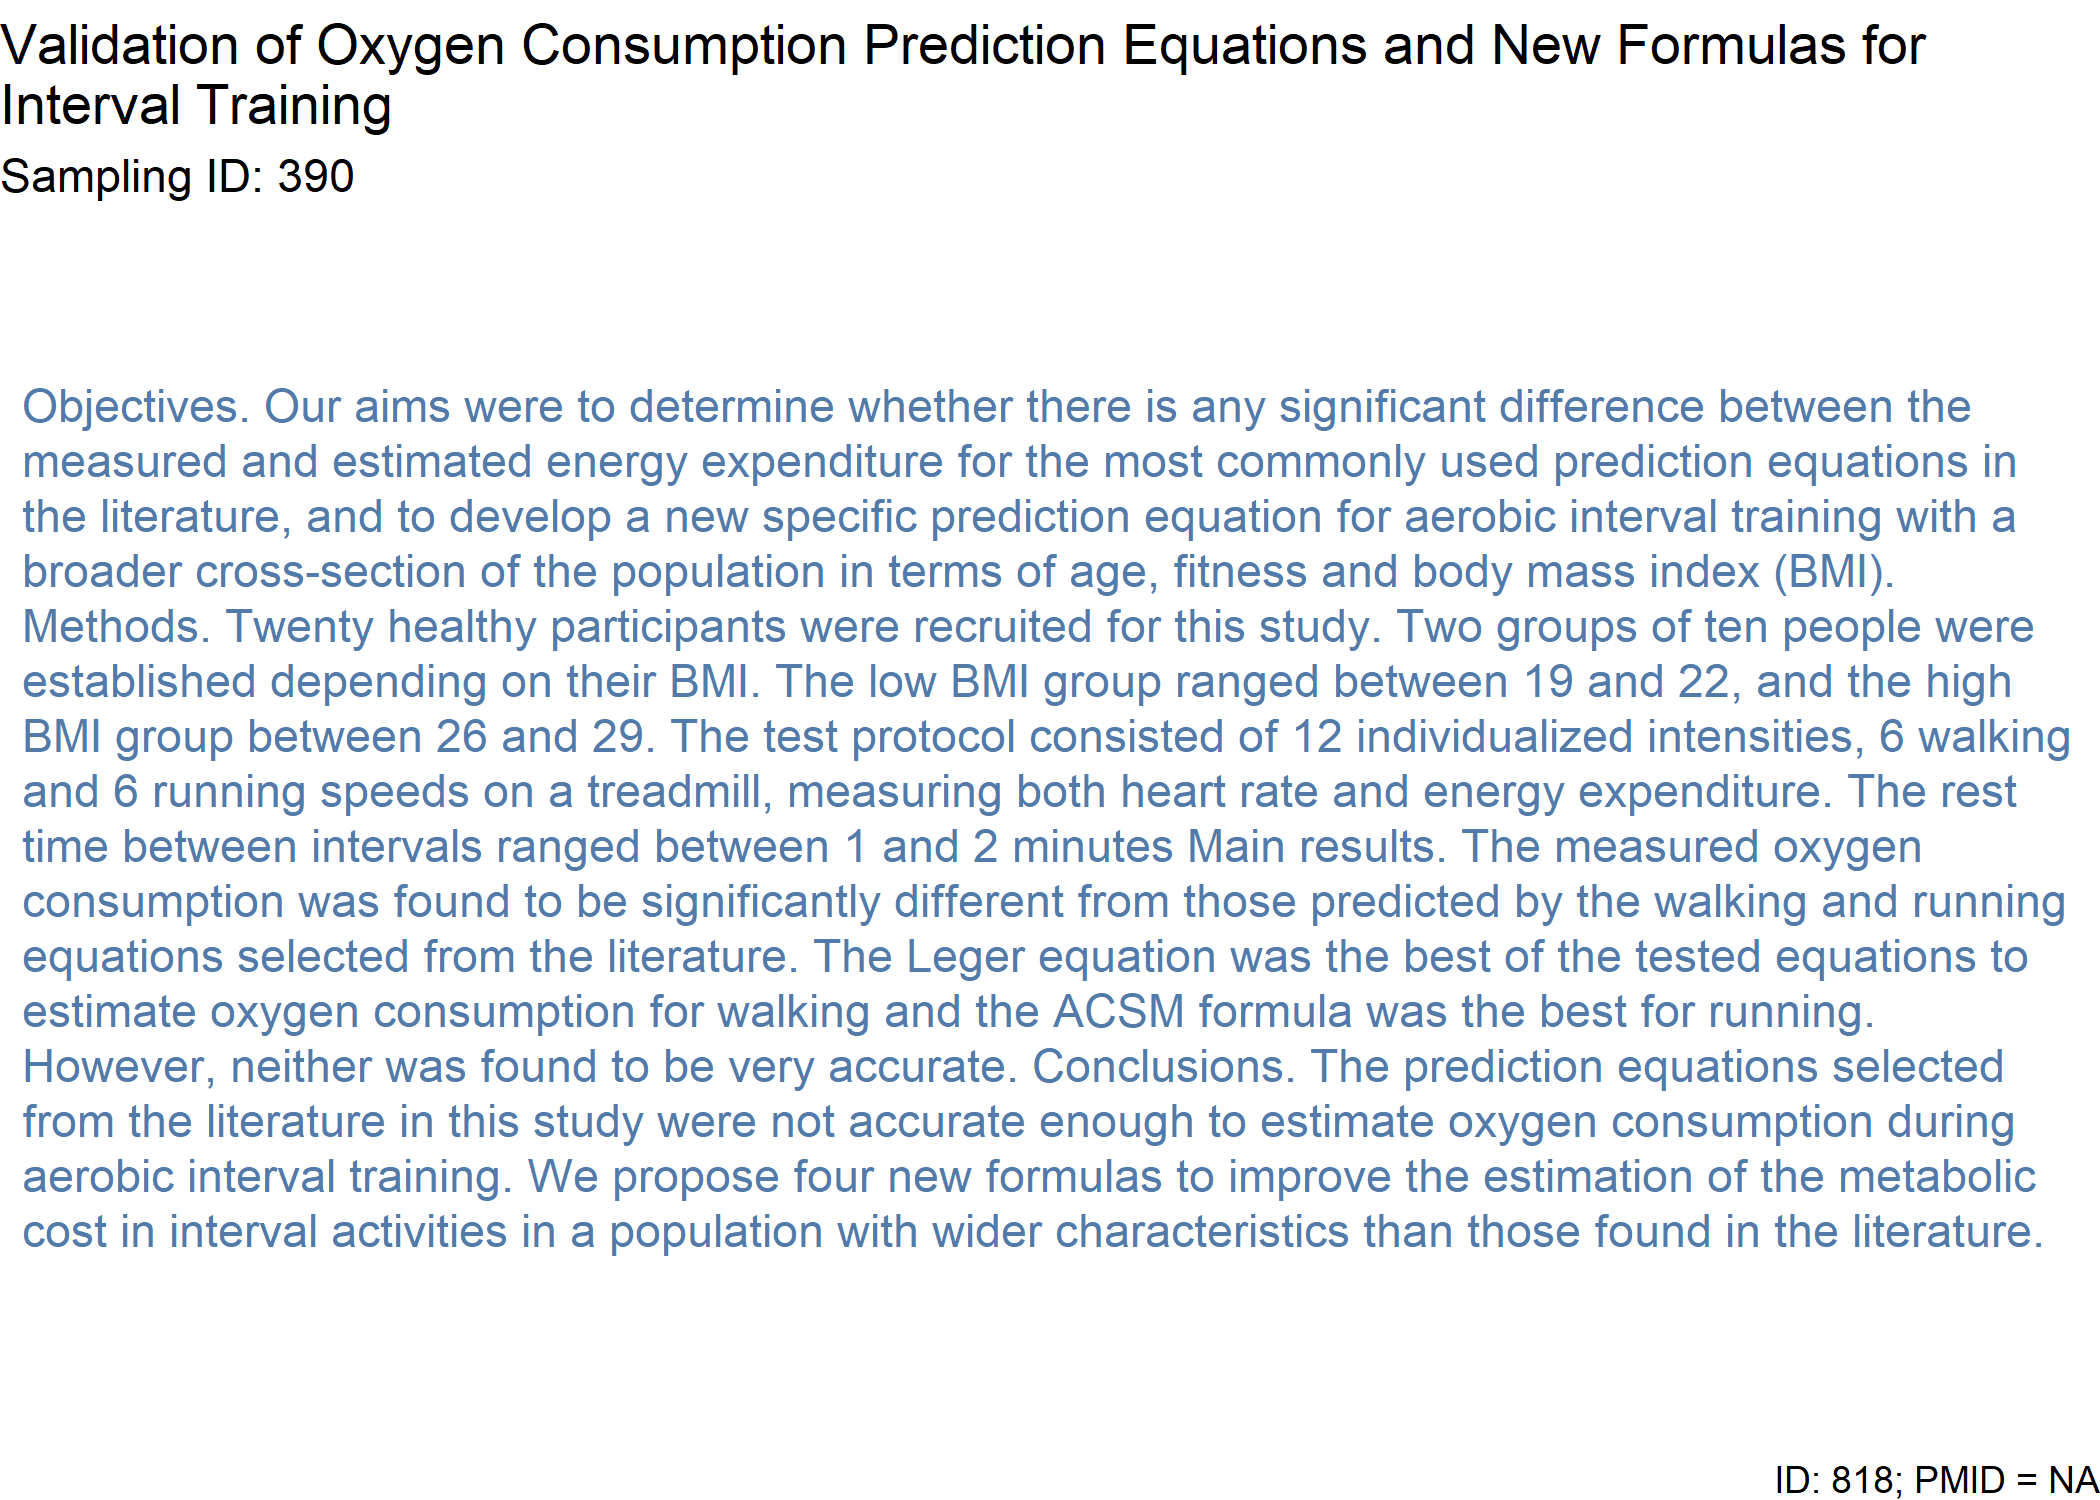 Validation of Oxygen Consumption Prediction Equations and New Formulas for
Interval Training
Sampling ID: 390
Objectives. Our aims were to determine whether there is any significant difference between the
measured and estimated energy expenditure for the most commonly used prediction equations in
the literature, and to develop a new specific prediction equation for aerobic interval training with a
broader cross-section of the population in terms of age, fitness and body mass index (BMI).
Methods. Twenty healthy participants were recruited for this study. Two groups of ten people were
established depending on their BMI. The low BMI group ranged between 19 and 22, and the high
BMI group between 26 and 29. The test protocol consisted of 12 individualized intensities, 6 walking
and 6 running speeds on a treadmill, measuring both heart rate and energy expenditure. The rest
time between intervals ranged between 1 and 2 minutes Main results. The measured oxygen
consumption was found to be significantly different from those predicted by the walking and running
equations selected from the literature. The Leger equation was the best of the tested equations to
estimate oxygen consumption for walking and the ACSM formula was the best for running.
However, neither was found to be very accurate. Conclusions. The prediction equations selected
from the literature in this study were not accurate enough to estimate oxygen consumption during
aerobic interval training. We propose four new formulas to improve the estimation of the metabolic
cost in interval activities in a population with wider characteristics than those found in the literature.
ID: 818; PMID = NA